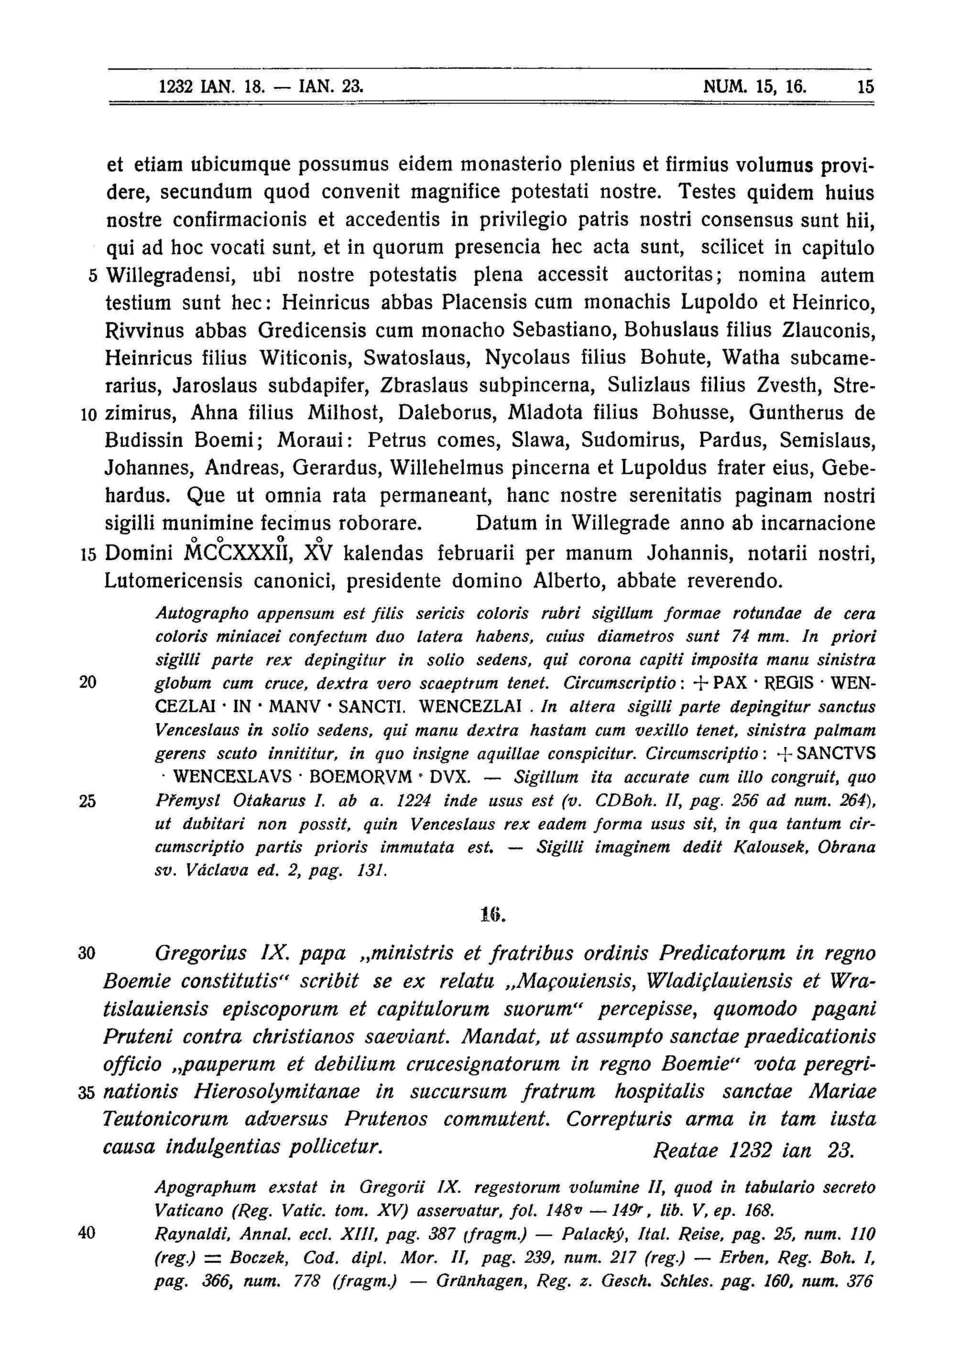 1232 IAN. 18. — IAN. 23. NUM. 15, 16. 15
et etiam ubicumque possumus eidem monasterio plenius et firmius volumus provi-
dere, secundum quod convenit magnifice potestati nostre. Testes quidem huius
nostre confirmacionis et accedentis in privilegio patris nostri consensus sunt hii,
qui ad hoc vocati sunt, et in quorum presencia hec acta sunt, scilicet in capitulo
5 Willegradensi, ubi nostre potestatis plena accessit auctoritas; nomina autem
testium sunt hec: Heinricus abbas Placensis cum monachis Lupoldo et Heinrico,
Rivvinus abbas Gredicensis cum monacho Sebastiano, Bohuslaus filius Zlauconis,
Heinricus filius Witiconis, Swatoslaus, Nycolaus filius Bohute, Watha subcame-
rarius, Jaroslaus subdapifer, Zbraslaus subpincerna, Sulizlaus filius Zvesth, Stre-
10 zimirus, Ahna filius Milhost, Daleborus, Mladota filius Bohusse, Guntherus de
Budissin Boemi; Moraui: Petrus comes, Slawa, Sudomirus, Pardus, Semislaus,
Johannes, Andreas, Gerardus, Willehelmus pincerna et Lupoldus frater eius, Gebe-
hardus. Que ut omnia rata permaneant, hanc nostre serenitatis paginam nostri
sigilli munimine fecimus roborare. Datum in Willegrade anno ab incarnacione
15 Domini M̊CC̊XXXII̊, XV̊ kalendas februarii per manum Johannis, notarii nostri,
Lutomericensis canonici, presidente domino Alberto, abbate reverendo.
Autographo appensum est filis sericis coloris rubri sigillum formae rotundae de cera
coloris miniacei confectum duo latera habens, cuius diametros sunt 74 mm. In priori
sigilli parte rex depingitur in solio sedens, qui corona capiti imposita manu sinistra
20 globum cum cruce, dextra vero scaeptrum tenet. Circumscriptio: + PAX · REGIS · WEN-
CEZLAI · IN · MANV · SANCTI. WENCEZLAI . In altera sigilli parte depingitur sanctus
Venceslaus in solio sedens, qui manu dextra hastam cum vexillo tenet, sinistra palmam
gerens scuto innititur, in quo insigne aquillae conspicitur. Circumscriptio: + SANCTVS
· WENCESLAVS · BOEMORVM · DVX. — Sigillum ita accurate cum illo congruit, quo
25 Přemysl Otakarus I. ab a. 1224 inde usus est (v. CDBoh. II, pag. 256 ad num. 264),
ut dubitari non possit, quin Venceslaus rex eadem forma usus sit, in qua tantum cir-
cumscriptio partis prioris immutata est. — Sigilli imaginem dedit Kalousek, Obrana
sv. Václava ed. 2, pag. 131.
16.
30 Gregorius IX. papa „ministris et fratribus ordinis Predicatorum in regno
Boemie constitutis“ scribit se ex relatu „Maçouiensis, Wladiçlauiensis et Wra-
tislauiensis episcoporum et capitulorum suorum“ percepisse, quomodo pagani
Pruteni contra christianos saeviant. Mandat, ut assumpto sanctae praedicationis
officio „pauperum et debilium crucesignatorum in regno Boemie“ vota peregri-
35 nationis Hierosolymitanae in succursum fratrum hospitalis sanctae Mariae
Teutonicorum adversus Prutenos commutent. Correpturis arma in tam iusta
causa indulgentias pollicetur. Reatae 1232 ian 23.
Apographum exstat in Gregorii IX. regestorum volumine II, quod in tabulario secreto
Vaticano (Reg. Vatic. tom. XV) asservatur, fol. 148v — 149r, lib. V, ep. 168.
40 Raynaldi, Annal. eccl. XIII, pag. 387 (fragm.) — Palacký, Ital. Reise, pag. 25, num. 110
(reg.) = Boczek, Cod. dipl. Mor. II, pag. 239, num. 217 (reg.) — Erben, Reg. Boh. I,
pag. 366, num. 778 (fragm.) — Grünhagen, Reg. z. Gesch. Schles. pag. 160, num. 376